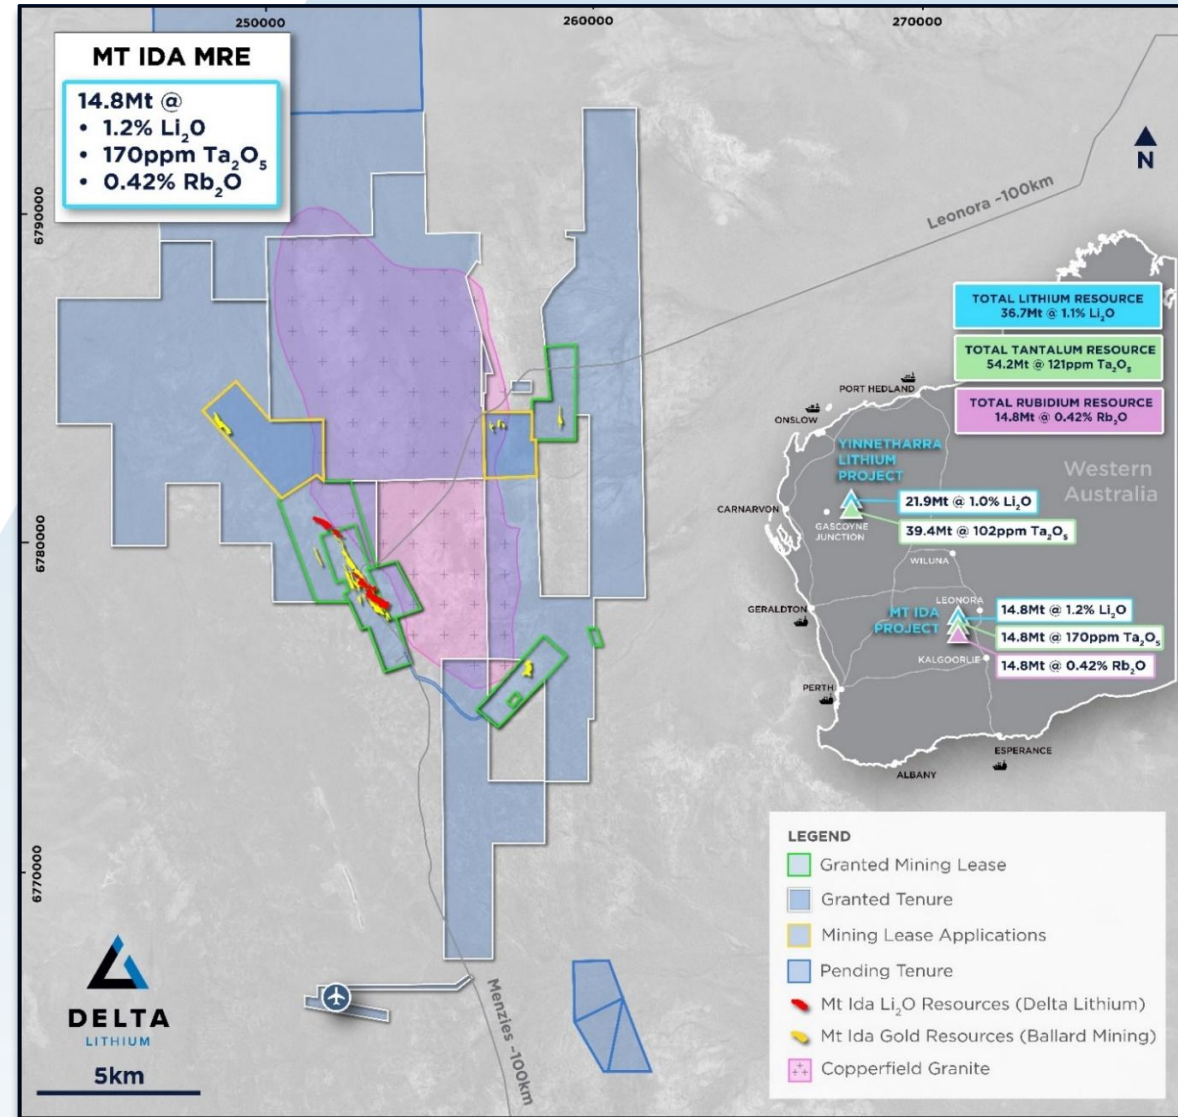 250000
260000
270000
MT IDA MRE
14.8Mt @
• 1.2% Li₂O
• 170ppm Ta₂O₅
• 0.42% Rb₂O
N
6790000
Leonora ~100km
TOTAL LITHIUM RESOURCE
36.7Mt @ 1.1% Li₂O
TOTAL TANTALUM RESOURCE
54.2Mt @ 121ppm Ta₂O₅
TOTAL RUBIDIUM RESOURCE
14.8Mt @ 0.42% Rb₂O
PORT HEDLAND
ONSLOW
YINNETHARRA
LITHIUM
PROJECT
Western
Australia
21.9Mt @ 1.0% Li₂O
CARNARVON
GASCOYNE
JUNCTION
39.4Mt @ 102ppm Ta₂O₅
6780000
WILUNA
LEONORA
GERALDTON
MT IDA
PROJECT
14.8Mt @ 1.2% Li₂O
14.8Mt @ 170ppm Ta₂O₅
KALGOORLIE
14.8Mt @ 0.42% Rb₂O
PERTH
ESPERANCE
ALBANY
6770000
LEGEND
Granted Mining Lease
Granted Tenure
Mining Lease Applications
Pending Tenure
Mt Ida Li₂O Resources (Delta Lithium)
Mt Ida Gold Resources (Ballard Mining)
Copperfield Granite
Menzies ~100km
DELTA
LITHIUM
5km